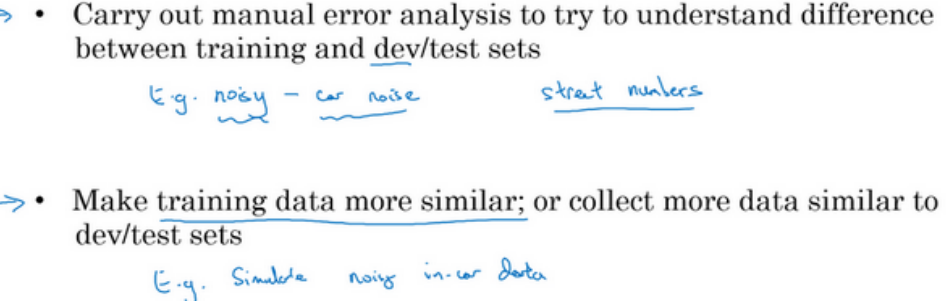 • Carry out manual error analysis to try to understand difference
between training and dev/test sets
E.g. noisy - car noise street numbers
• Make training data more similar; or collect more data similar to
dev/test sets
E.g. Simulate noisy in-car data